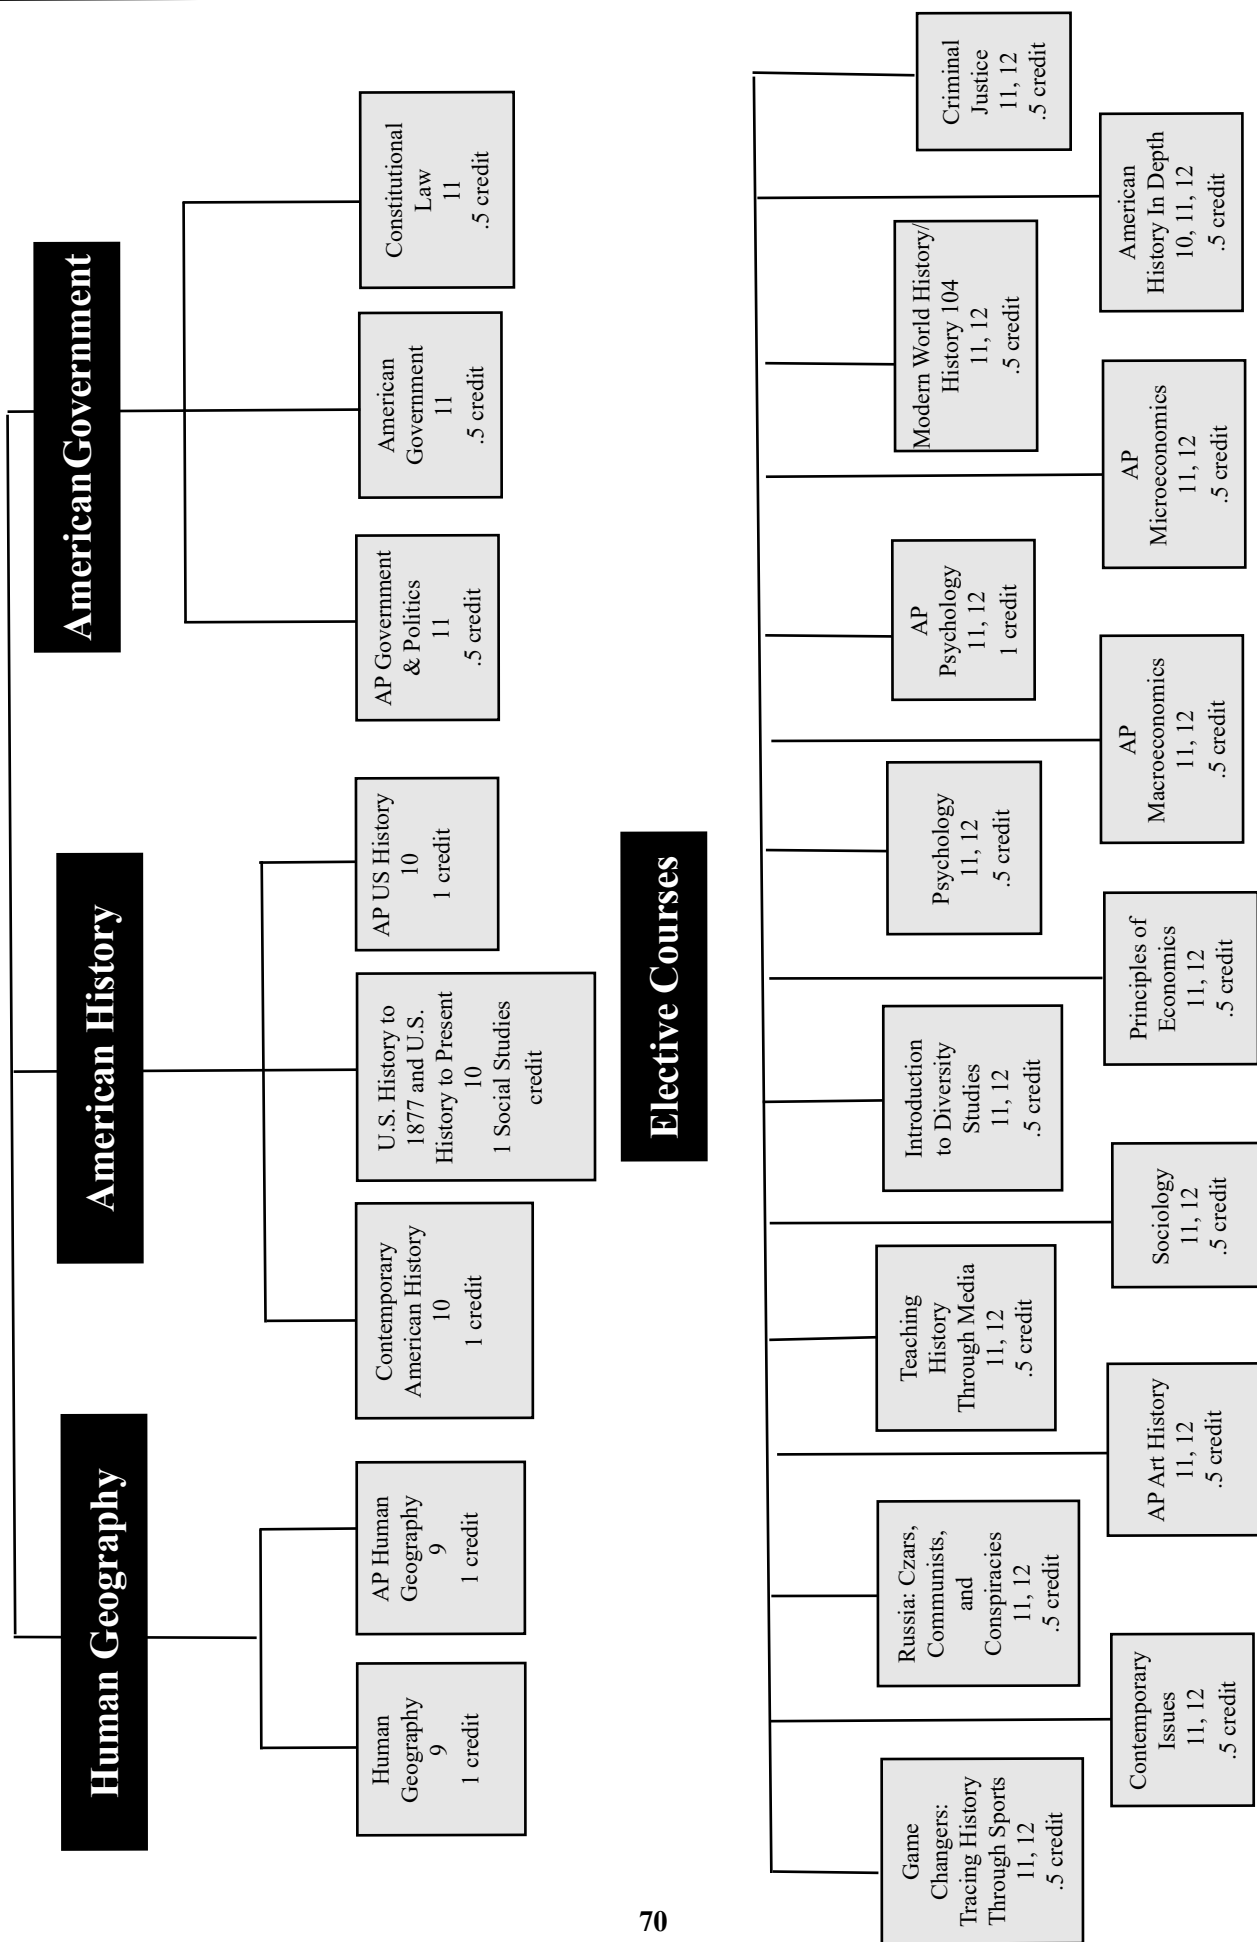 Human Geography
American History
American Government
Human
Geography
9
1 credit
AP Human
Geography
9
1 credit
Contemporary
American History
10
1 credit
U.S. History to
1877 and U.S.
History to Present
10
1 Social Studies
credit
AP US History
10
1 credit
AP Government
& Politics
11
.5 credit
American
Government
11
.5 credit
Constitutional
Law
11
.5 credit
Elective Courses
Game
Changers:
Tracing History
Through Sports
11, 12
.5 credit
Russia: Czars,
Communists,
and
Conspiracies
11, 12
.5 credit
Teaching
History
Through Media
11, 12
.5 credit
Introduction
to Diversity
Studies
11, 12
.5 credit
Psychology
11, 12
.5 credit
AP
Psychology
11, 12
1 credit
Modern World History/
History 104
11, 12
.5 credit
Criminal
Justice
11, 12
.5 credit
Contemporary
Issues
11, 12
.5 credit
AP Art History
11, 12
.5 credit
Sociology
11, 12
.5 credit
Principles of
Economics
11, 12
.5 credit
AP
Macroeconomics
11, 12
.5 credit
AP
Microeconomics
11, 12
.5 credit
American
History In Depth
10, 11, 12
.5 credit
70